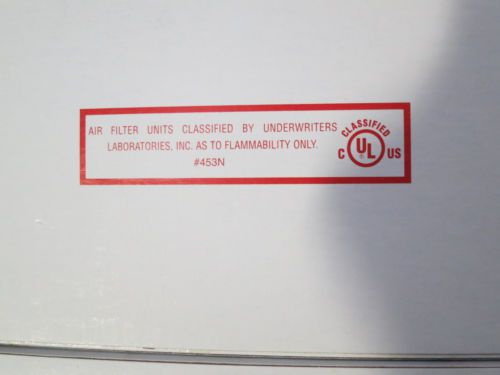 AIR FILTER UNITS CLASSIFIED BY UNDERWRITERS
LABORATORIES, INC. AS TO FLAMMABILITY ONLY.
#453N
CLASSIFIED
C UL US